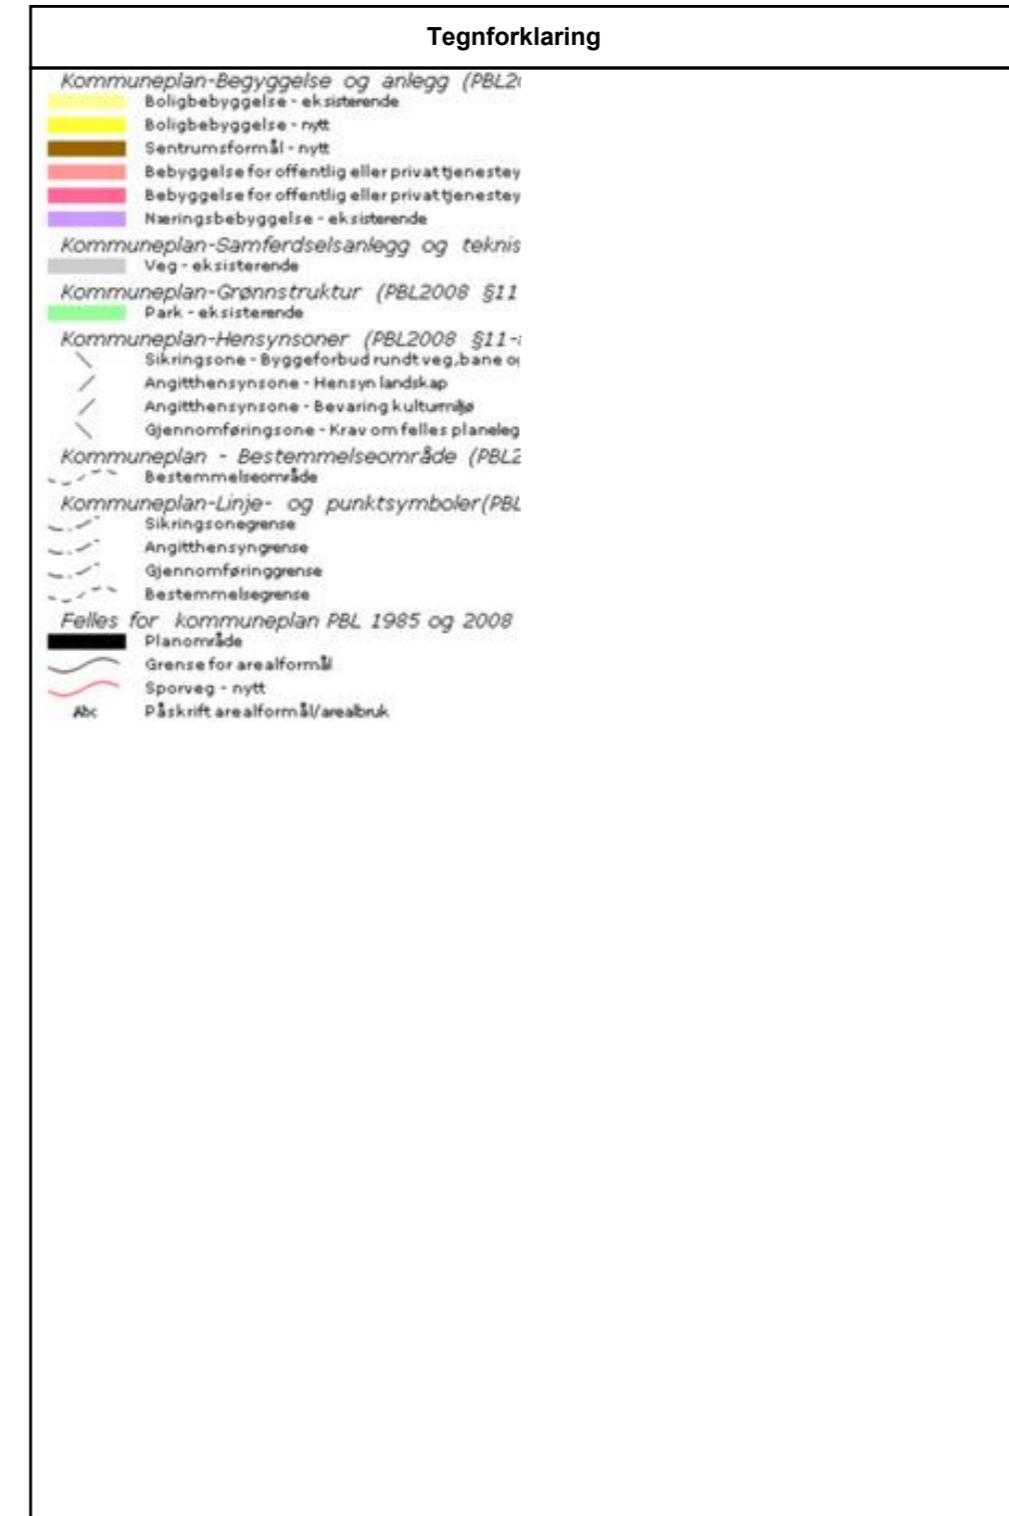 Tegnforklaring
Kommuneplan-Begyggelse og anlegg (PBL20
Boligbebyggelse - eksisterende
Boligbebyggelse - nytt
Sentrumsformål - nytt
Bebyggelse for offentlig eller privat tjenestey
Bebyggelse for offentlig eller privat tjenestey
Næringsbebyggelse - eksisterende
Kommuneplan-Samferdselsanlegg og teknis
Veg - eksisterende
Kommuneplan-Grønnstruktur (PBL2008 §11
Park - eksisterende
Kommuneplan-Hensynsoner (PBL2008 §11-
Sikringsone - Byggeforbud rundt veg, bane o
Angitthensynsone - Hensyn landskap
Angitthensynsone - Bevaring kulturmiljø
Gjennomføringsone - Krav om felles planeleg
Kommuneplan - Bestemmelseområde (PBL2
Bestemmelseområde
Kommuneplan-Linje- og punktsymboler(PBL
Sikringsonegrense
Angitthensyngrense
Gjennomføringgrense
Bestemmelsegrense
Felles for kommuneplan PBL 1985 og 2008
Planområde
Grense for arealformål
Sporveg - nytt
Abc Påskrift arealformål/arealbruk